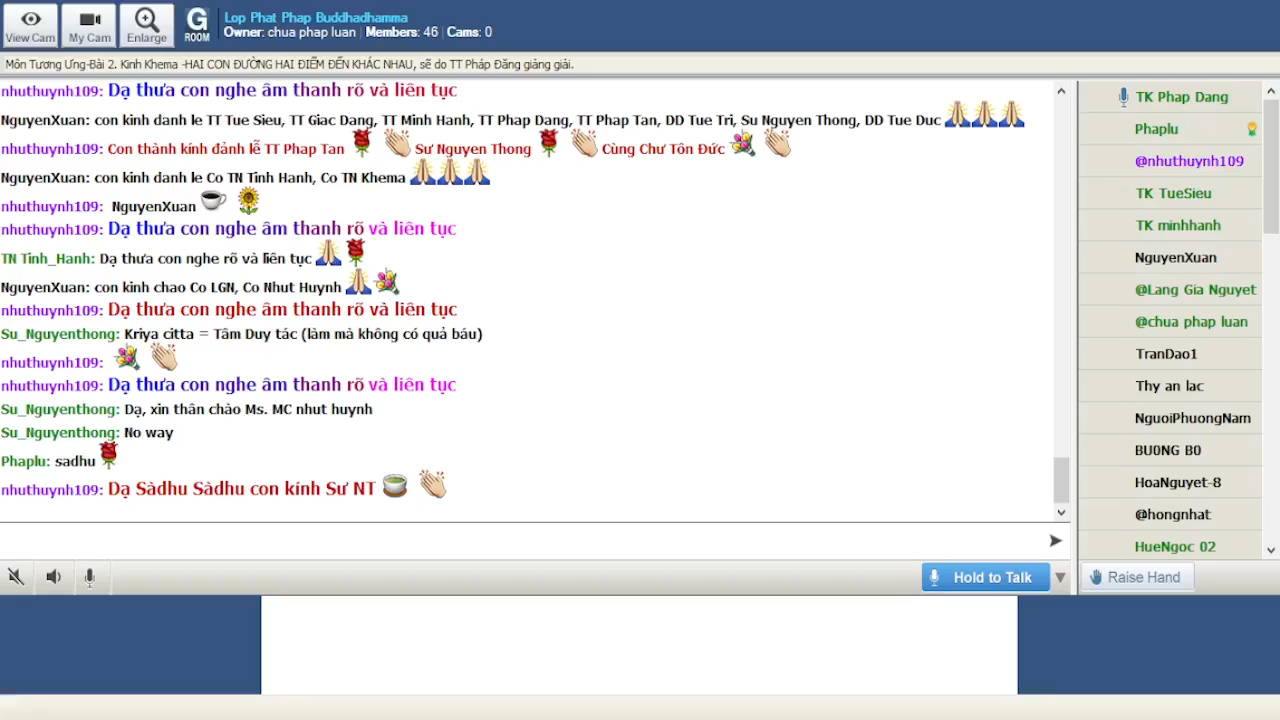 View Cam
My Cam
Enlarge
G
ROOM
Lop Phat Phap Buddhadhamma
Owner: chua phap luan | Members: 46 | Cams: 0
Môn Tương Ưng-Bài 2. Kinh Khema -HAI CON ĐƯỜNG HAI ĐIỂM ĐẾN KHÁC NHAU, sẽ do TT Pháp Đăng giảng giải.
nhuthuynh109: Dạ thưa con nghe âm thanh rõ và liên tục
NguyenXuan: con kinh danh le TT Tue Sieu, TT Giac Dang, TT Minh Hanh, TT Phap Dang, TT Phap Tan, DD Tue Tri, Su Nguyen Thong, DD Tue Duc
nhuthuynh109: Con thành kính đảnh lễ TT Phap Tan Sư Nguyen Thong Cùng Chư Tôn Đức
NguyenXuan: con kinh danh le Co TN Tinh Hanh, Co TN Khema
nhuthuynh109: NguyenXuan
nhuthuynh109: Dạ thưa con nghe âm thanh rõ và liên tục
TN Tinh_Hanh: Dạ thưa con nghe rõ và liên tục
NguyenXuan: con kinh chao Co LGN, Co Nhut Huynh
nhuthuynh109: Dạ thưa con nghe âm thanh rõ và liên tục
Su_Nguyenthong: Kriya citta = Tâm Duy tác (làm mà không có quả báu)
nhuthuynh109:
nhuthuynh109: Dạ thưa con nghe âm thanh rõ và liên tục
Su_Nguyenthong: Dạ, xin thân chào Ms. MC nhut huynh
Su_Nguyenthong: No way
Phaplu: sadhu
nhuthuynh109: Dạ Sàdhu Sàdhu con kính Sư NT
TK Phap Dang
Phaplu
@nhuthuynh109
TK TueSieu
TK minhhanh
NguyenXuan
@Lang Gia Nguyet
@chua phap luan
TranDao1
Thy an lac
NguoiPhuongNam
BU0NG B0
HoaNguyet-8
@hongnhat
HueNgoc 02
Hold to Talk
Raise Hand